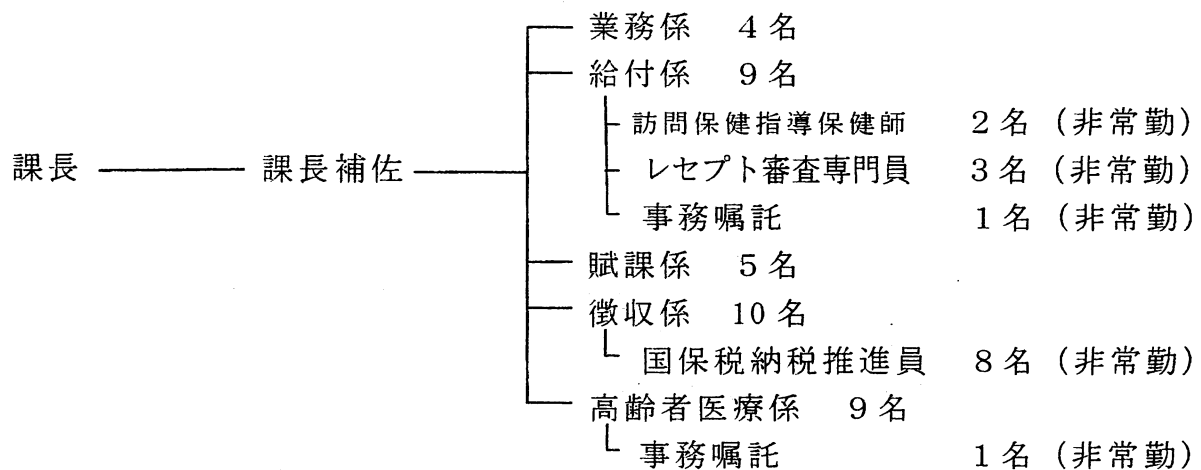 業務係 4名
給付係 9名
訪問保健指導保健師 2名 (非常勤)
課長 課長補佐 レセプト審査専門員 3名 (非常勤)
事務嘱託 1名 (非常勤)
賦課係 5名
徴収係 10名
国保税納税推進員 8名 (非常勤)
高齢者医療係 9名
事務嘱託 1名 (非常勤)